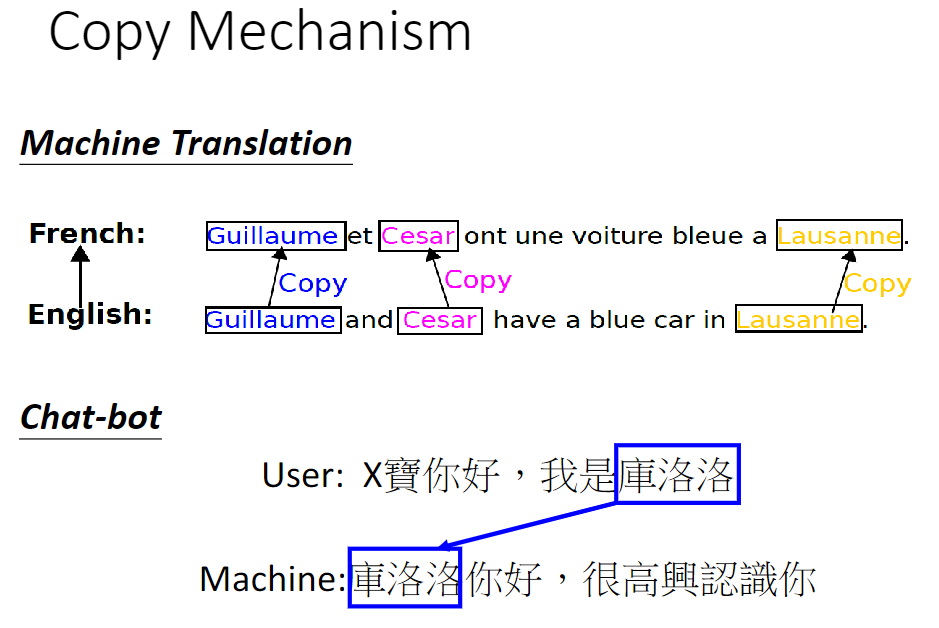 Copy Mechanism
Machine Translation
French: Guillaume et Cesar ont une voiture bleue a Lausanne.
Copy Copy Copy
English: Guillaume and Cesar have a blue car in Lausanne.
Chat-bot
User: X寶你好，我是庫洛洛
Machine: 庫洛洛你好，很高興認識你